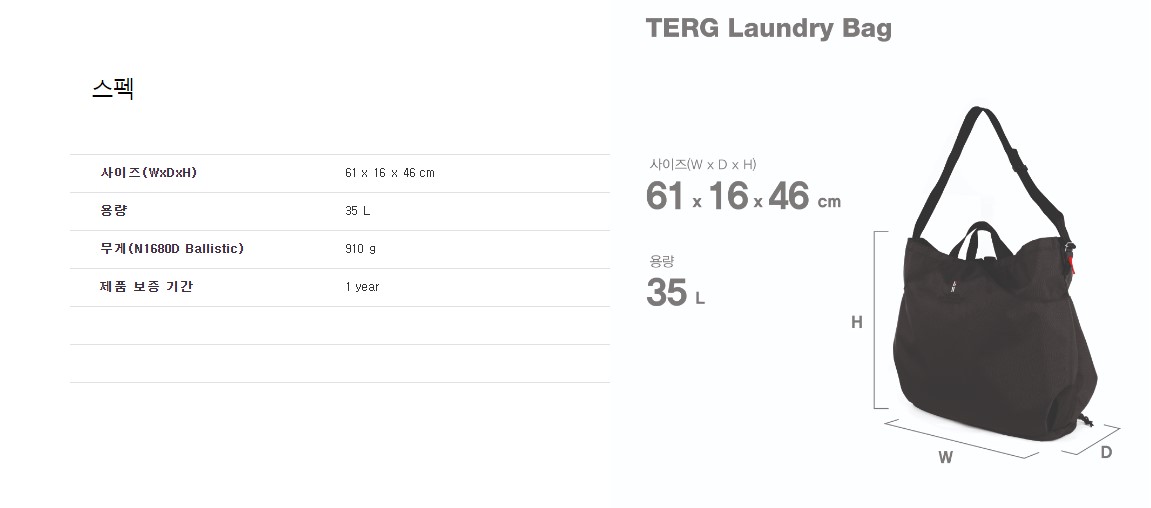 스펙
사이즈(WxDxH) 61 x 16 x 46 cm
용량 35 L
무게(N1680D Ballistic) 910 g
제품 보증 기간 1 year
TERG Laundry Bag
사이즈(W x D x H)
61 x 16 x 46 cm
용량
35 L
H
W
D